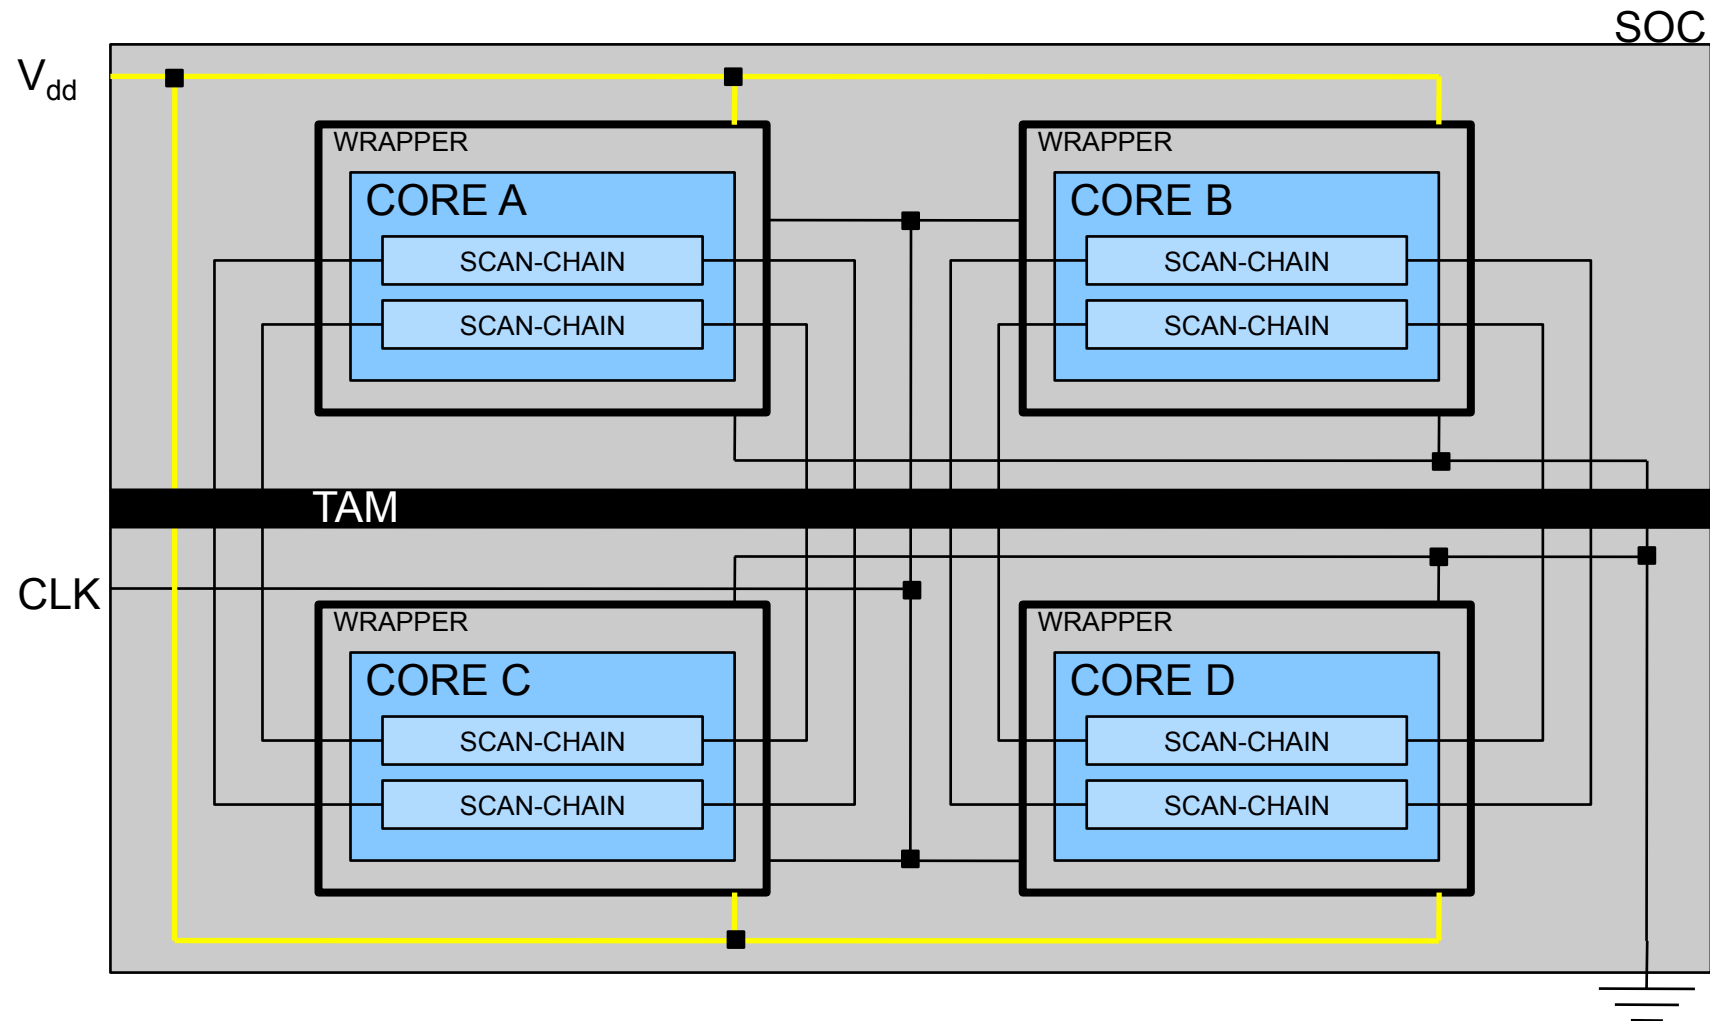 SOC
Vdd
WRAPPER
CORE A
SCAN-CHAIN
SCAN-CHAIN
WRAPPER
CORE B
SCAN-CHAIN
SCAN-CHAIN
TAM
CLK
WRAPPER
CORE C
SCAN-CHAIN
SCAN-CHAIN
WRAPPER
CORE D
SCAN-CHAIN
SCAN-CHAIN